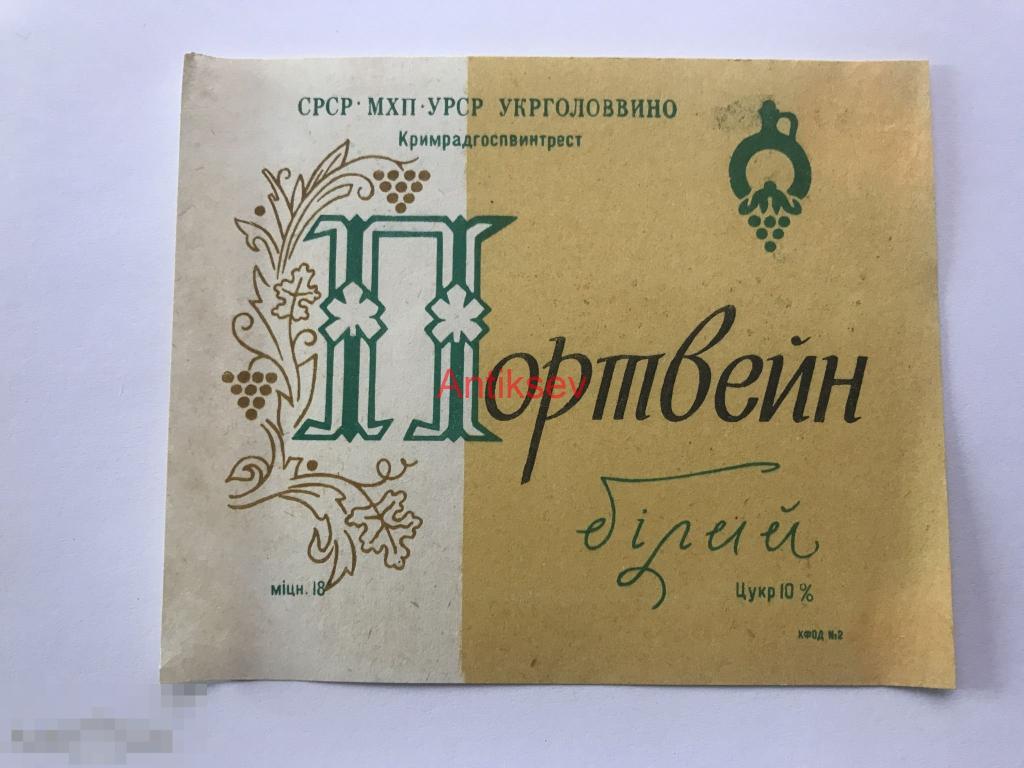 СРСР · МХП · УРСР УКРГОЛОВВИНО
Кримрадгоспвинтрест
Портвейн
Antiksev
білий
міцн. 18
Цукр 10 %
КФОД №2